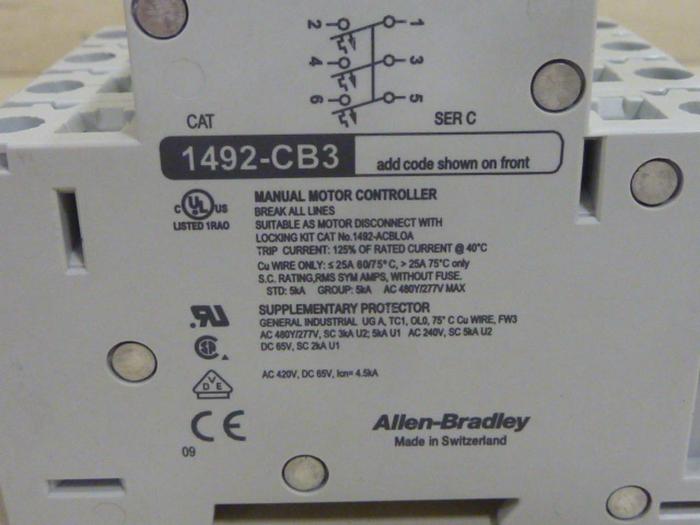 2 1
4 3
6 5
CAT SER C
1492-CB3 add code shown on front
c UL US
LISTED 1RAO
MANUAL MOTOR CONTROLLER
BREAK ALL LINES
SUITABLE AS MOTOR DISCONNECT WITH
LOCKING KIT CAT No.1492-ACBLOA
TRIP CURRENT: 125% OF RATED CURRENT @ 40°C
Cu WIRE ONLY: ≤ 25A 60/75°C, > 25A 75°C only
S.C. RATING,RMS SYM AMPS, WITHOUT FUSE.
STD: 5kA GROUP: 5kA AC 480Y/277V MAX
SUPPLEMENTARY PROTECTOR
GENERAL INDUSTRIAL UG A, TC1, OL0, 75° C Cu WIRE, FW3
AC 480Y/277V, SC 3kA U2; 5kA U1 AC 240V, SC 5kA U2
DC 65V, SC 2kA U1
AC 420V, DC 65V, Icn= 4.5kA
DVE
CE
09
Allen-Bradley
Made in Switzerland